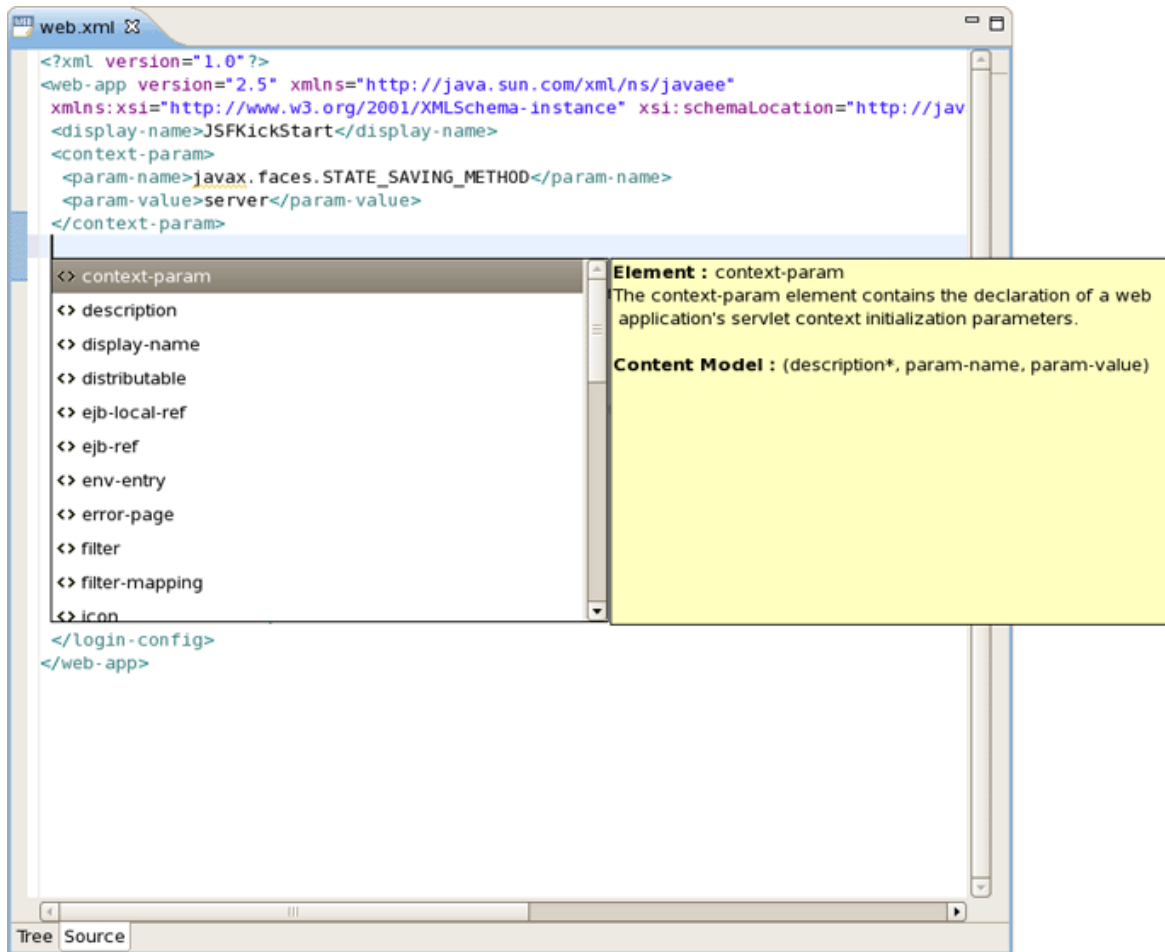 web.xml
<?xml version="1.0"?>
<web-app version="2.5" xmlns="http://java.sun.com/xml/ns/javaee"
xmlns:xsi="http://www.w3.org/2001/XMLSchema-instance" xsi:schemaLocation="http://jav
<display-name>JSFKickStart</display-name>
<context-param>
<param-name>javax.faces.STATE_SAVING_METHOD</param-name>
<param-value>server</param-value>
</context-param>
<> context-param
<> description
<> display-name
<> distributable
<> ejb-local-ref
<> ejb-ref
<> env-entry
<> error-page
<> filter
<> filter-mapping
<> icon
Element : context-param
The context-param element contains the declaration of a web
application's servlet context initialization parameters.
Content Model : (description*, param-name, param-value)
</login-config>
</web-app>
Tree Source